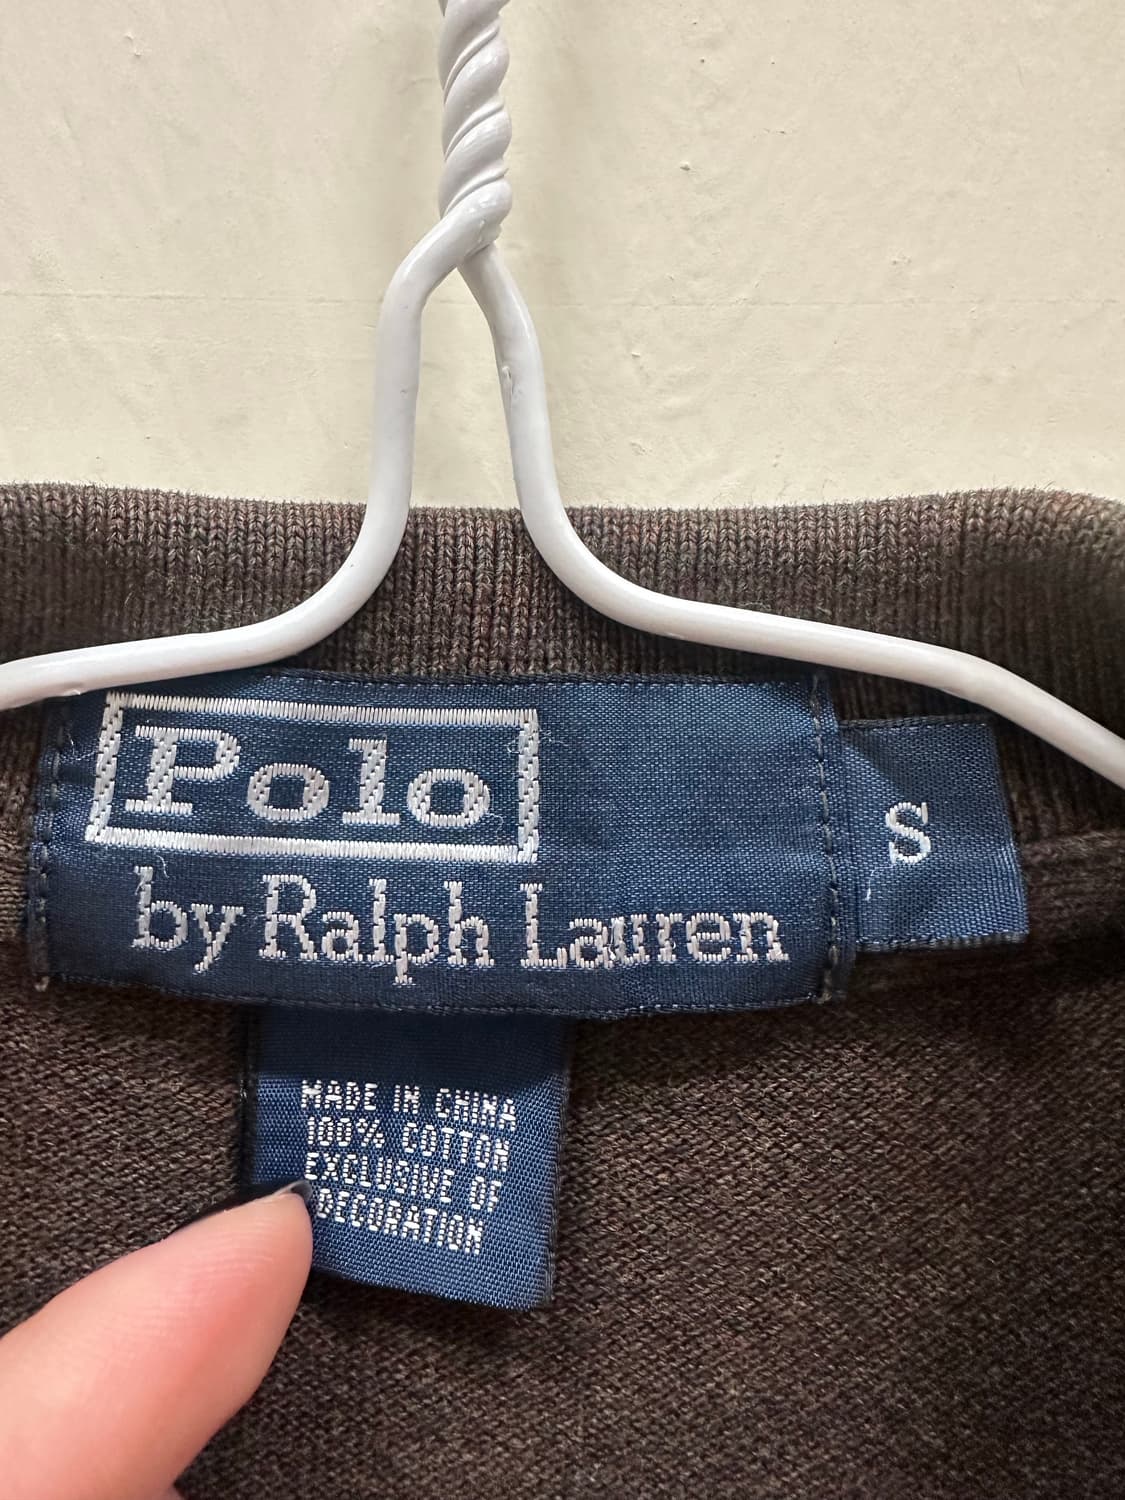 Polo
by Ralph Lauren
S
MADE IN CHINA
100% COTTON
EXCLUSIVE OF
DECORATION